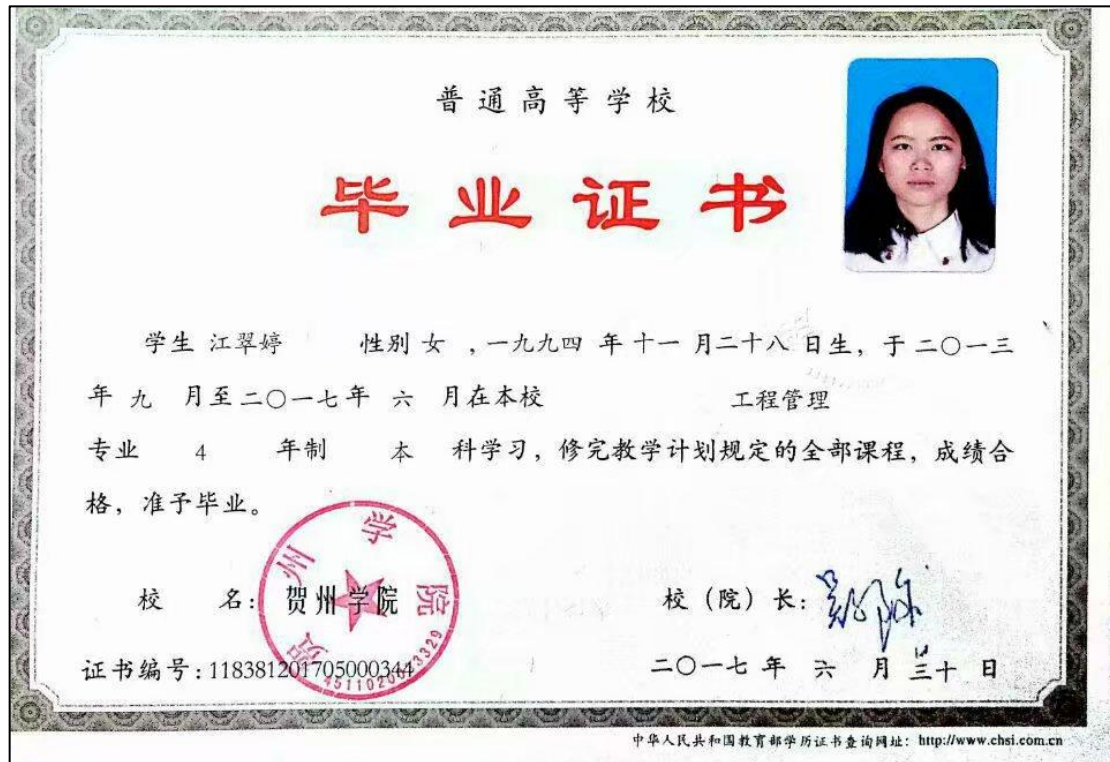 普通高等学校
毕业证书
学生 江翠婷 性别 女 ，一九九四 年 十一 月二十八 日生，于 二〇一三
年 九 月至 二〇一七 年 六 月在本校 工程管理
专业 4 年制 本 科学习，修完教学计划规定的全部课程，成绩合
格，准予毕业。
校 名： 贺州学院
校（院）长：
证书编号：118381201705000344
二〇一七 年 六 月 三十 日
贺州学院
中华人民共和国教育部学历证书查询网址：http://www.chsi.com.cn